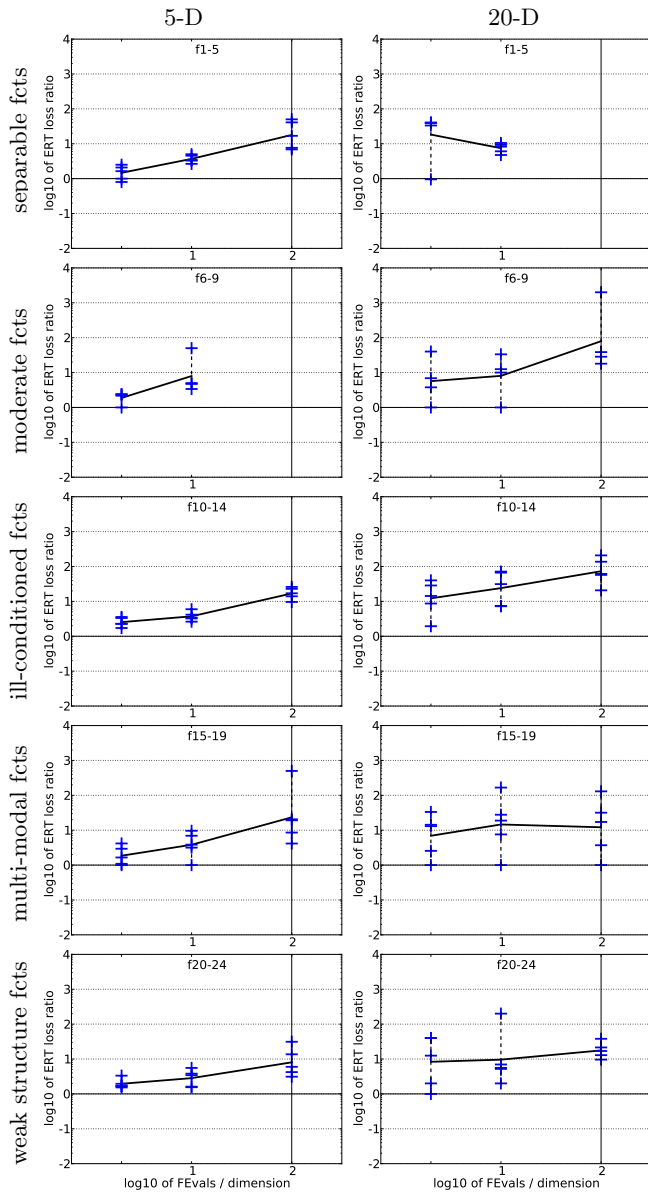 5-D 20-D
separable fcts
log10 of ERT loss ratio
f1-5
4
3
2
1
0
-1
-2
1 2
log10 of ERT loss ratio
f1-5
4
3
2
1
0
-1
-2
1 2
moderate fcts
log10 of ERT loss ratio
f6-9
4
3
2
1
0
-1
-2
1 2
log10 of ERT loss ratio
f6-9
4
3
2
1
0
-1
-2
1 2
ill-conditioned fcts
log10 of ERT loss ratio
f10-14
4
3
2
1
0
-1
-2
1 2
log10 of ERT loss ratio
f10-14
4
3
2
1
0
-1
-2
1 2
multi-modal fcts
log10 of ERT loss ratio
f15-19
4
3
2
1
0
-1
-2
1 2
log10 of ERT loss ratio
f15-19
4
3
2
1
0
-1
-2
1 2
weak structure fcts
log10 of ERT loss ratio
f20-24
4
3
2
1
0
-1
-2
1 2
log10 of FEvals / dimension
log10 of ERT loss ratio
f20-24
4
3
2
1
0
-1
-2
1 2
log10 of FEvals / dimension